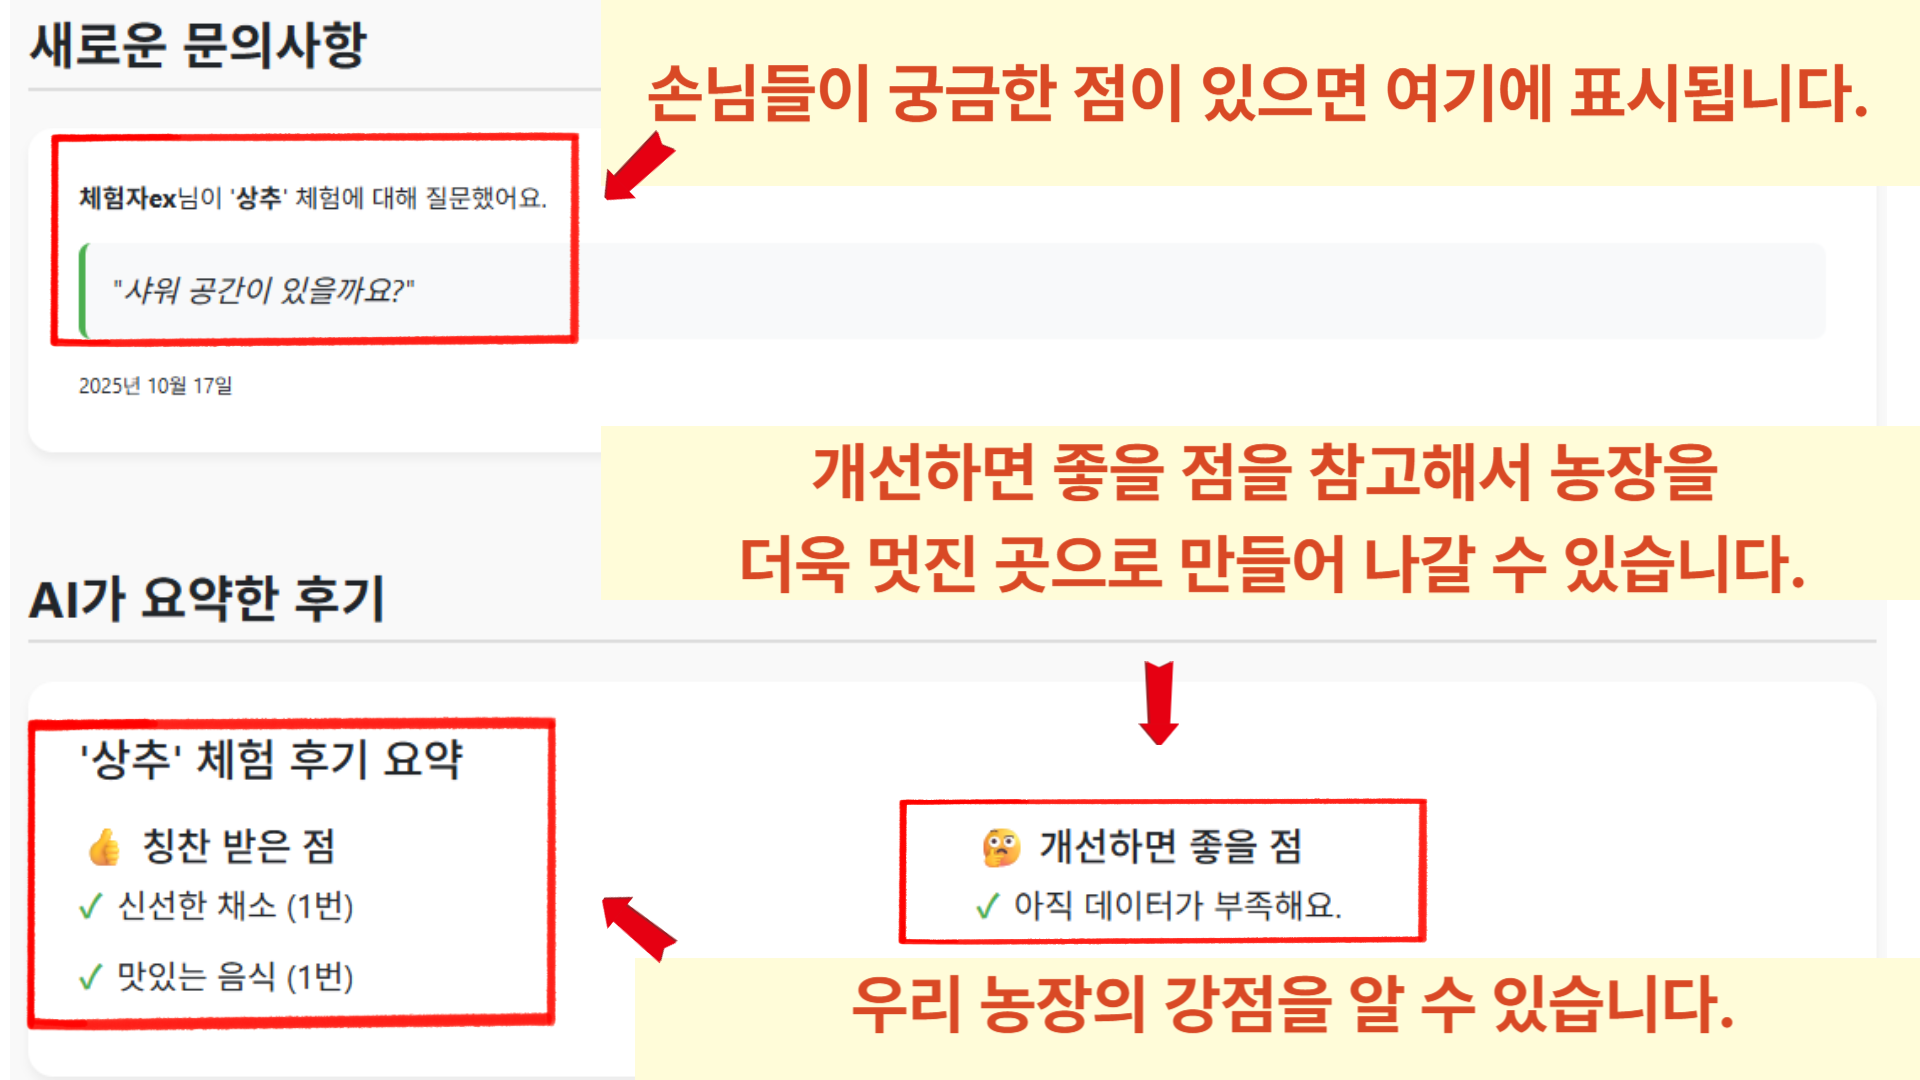 새로운 문의사항
손님들이 궁금한 점이 있으면 여기에 표시됩니다.
체험자ex님이 '상추' 체험에 대해 질문했어요.
"샤워 공간이 있을까요?"
2025년 10월 17일
개선하면 좋을 점을 참고해서 농장을
더욱 멋진 곳으로 만들어 나갈 수 있습니다.
AI가 요약한 후기
'상추' 체험 후기 요약
👍 칭찬 받은 점
✓ 신선한 채소 (1번)
✓ 맛있는 음식 (1번)
🤔 개선하면 좋을 점
✓ 아직 데이터가 부족해요.
우리 농장의 강점을 알 수 있습니다.